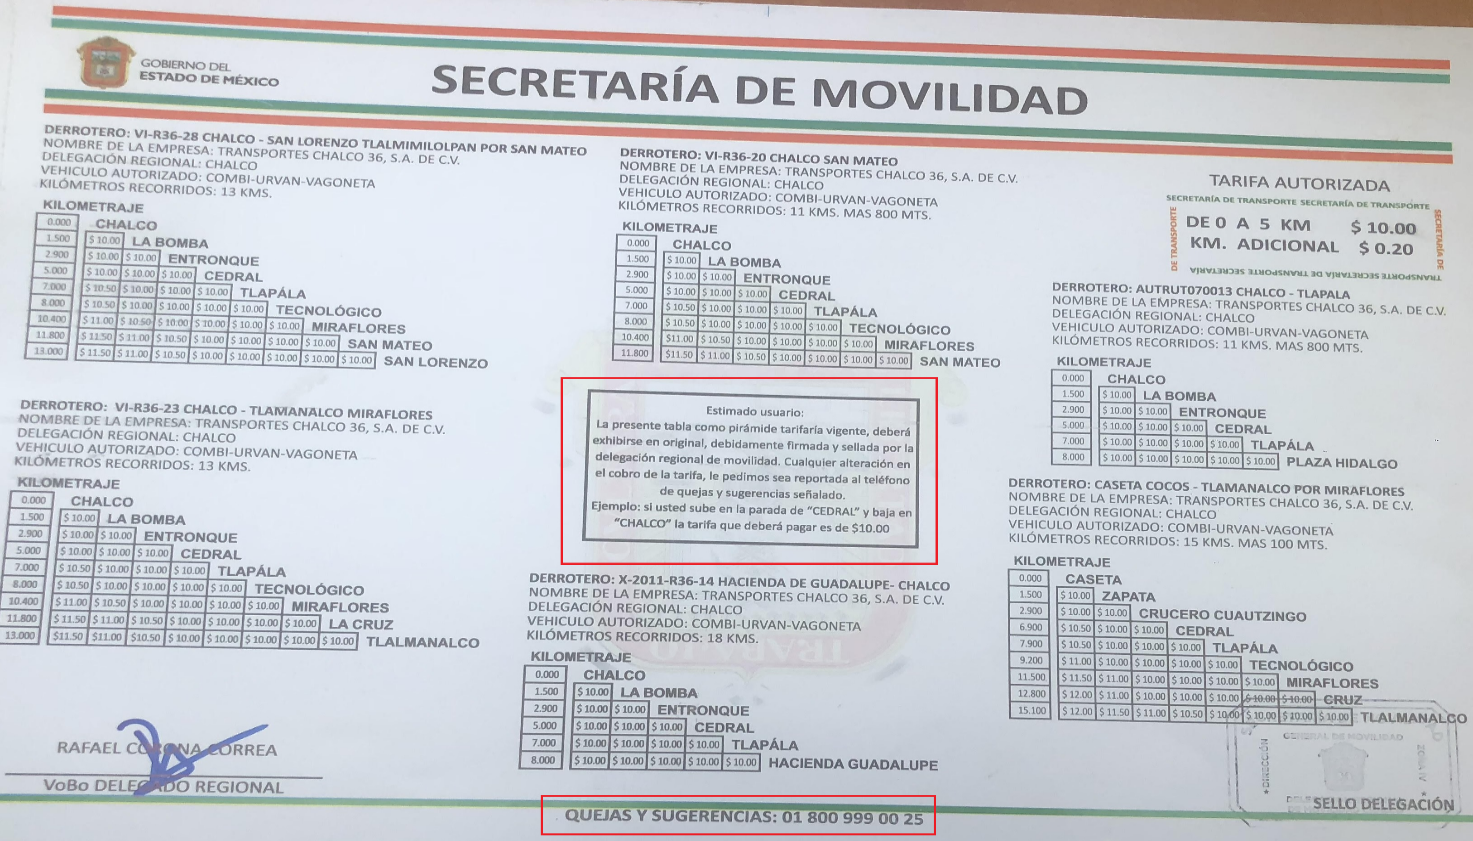 GOBIERNO DEL
ESTADO DE MÉXICO
SECRETARÍA DE MOVILIDAD
DERROTERO: VI-R36-28 CHALCO - SAN LORENZO TLALMIMILOLPAN POR SAN MATEO
NOMBRE DE LA EMPRESA: TRANSPORTES CHALCO 36, S.A. DE C.V.
DELEGACIÓN REGIONAL: CHALCO
VEHICULO AUTORIZADO: COMBI-URVAN-VAGONETA
KILÓMETROS RECORRIDOS: 13 KMS.
KILOMETRAJE
0.000 CHALCO
1.500 $ 10.00 LA BOMBA
2.900 $ 10.00 $ 10.00 ENTRONQUE
5.000 $ 10.00 $ 10.00 $ 10.00 CEDRAL
7.000 $ 10.50 $ 10.00 $ 10.00 $ 10.00 TLAPÁLA
8.000 $ 10.50 $ 10.00 $ 10.00 $ 10.00 $ 10.00 TECNOLÓGICO
10.400 $ 11.00 $ 10.50 $ 10.00 $ 10.00 $ 10.00 $ 10.00 MIRAFLORES
11.800 $ 11.50 $ 11.00 $ 10.50 $ 10.00 $ 10.00 $ 10.00 $ 10.00 SAN MATEO
13.000 $ 11.50 $ 11.00 $ 10.50 $ 10.00 $ 10.00 $ 10.00 $ 10.00 $ 10.00 SAN LORENZO
DERROTERO: VI-R36-23 CHALCO - TLAMANALCO MIRAFLORES
NOMBRE DE LA EMPRESA: TRANSPORTES CHALCO 36, S.A. DE C.V.
DELEGACIÓN REGIONAL: CHALCO
VEHICULO AUTORIZADO: COMBI-URVAN-VAGONETA
KILÓMETROS RECORRIDOS: 13 KMS.
KILOMETRAJE
0.000 CHALCO
1.500 $ 10.00 LA BOMBA
2.900 $ 10.00 $ 10.00 ENTRONQUE
5.000 $ 10.00 $ 10.00 $ 10.00 CEDRAL
7.000 $ 10.50 $ 10.00 $ 10.00 $ 10.00 TLAPÁLA
8.000 $ 10.50 $ 10.00 $ 10.00 $ 10.00 $ 10.00 TECNOLÓGICO
10.400 $ 11.00 $ 10.50 $ 10.00 $ 10.00 $ 10.00 $ 10.00 MIRAFLORES
11.800 $ 11.50 $ 11.00 $ 10.50 $ 10.00 $ 10.00 $ 10.00 $ 10.00 LA CRUZ
13.000 $11.50 $11.00 $10.50 $ 10.00 $ 10.00 $ 10.00 $ 10.00 $ 10.00 TLALMANALCO
RAFAEL CORONA CORREA
VoBo DELEGADO REGIONAL
DERROTERO: VI-R36-20 CHALCO SAN MATEO
NOMBRE DE LA EMPRESA: TRANSPORTES CHALCO 36, S.A. DE C.V.
DELEGACIÓN REGIONAL: CHALCO
VEHICULO AUTORIZADO: COMBI-URVAN-VAGONETA
KILÓMETROS RECORRIDOS: 11 KMS. MAS 800 MTS.
KILOMETRAJE
0.000 CHALCO
1.500 $ 10.00 LA BOMBA
2.900 $ 10.00 $ 10.00 ENTRONQUE
5.000 $ 10.00 $ 10.00 $ 10.00 CEDRAL
7.000 $ 10.50 $ 10.00 $ 10.00 $ 10.00 TLAPÁLA
8.000 $ 10.50 $ 10.00 $ 10.00 $ 10.00 $ 10.00 TECNOLÓGICO
10.400 $11.00 $ 10.50 $ 10.00 $ 10.00 $ 10.00 $ 10.00 MIRAFLORES
11.800 $11.50 $ 11.00 $ 10.50 $ 10.00 $ 10.00 $ 10.00 $ 10.00 SAN MATEO
Estimado usuario:
La presente tabla como pirámide tarifaría vigente, deberá
exhibirse en original, debidamente firmada y sellada por la
delegación regional de movilidad. Cualquier alteración en
el cobro de la tarifa, le pedimos sea reportada al teléfono
de quejas y sugerencias señalado.
Ejemplo: si usted sube en la parada de "CEDRAL" y baja en
"CHALCO" la tarifa que deberá pagar es de $10.00
DERROTERO: X-2011-R36-14 HACIENDA DE GUADALUPE- CHALCO
NOMBRE DE LA EMPRESA: TRANSPORTES CHALCO 36, S.A. DE C.V.
DELEGACIÓN REGIONAL: CHALCO
VEHICULO AUTORIZADO: COMBI-URVAN-VAGONETA
KILÓMETROS RECORRIDOS: 18 KMS.
KILOMETRAJE
0.000 CHALCO
1.500 $ 10.00 LA BOMBA
2.900 $ 10.00 $ 10.00 ENTRONQUE
5.000 $ 10.00 $ 10.00 $ 10.00 CEDRAL
7.000 $ 10.00 $ 10.00 $ 10.00 $ 10.00 TLAPÁLA
8.000 $ 10.00 $ 10.00 $ 10.00 $ 10.00 $ 10.00 HACIENDA GUADALUPE
TRABAJO
TARIFA AUTORIZADA
SECRETARÍA DE TRANSPORTE SECRETARÍA DE TRANSPORTE
DE TRANSPORTE
DE 0 A 5 KM $ 10.00
KM. ADICIONAL $ 0.20
SECRETARÍA DE
TRANSPORTE SECRETARÍA DE TRANSPORTE SECRETARÍA
DERROTERO: AUTRUT070013 CHALCO - TLAPALA
NOMBRE DE LA EMPRESA: TRANSPORTES CHALCO 36, S.A. DE C.V.
DELEGACIÓN REGIONAL: CHALCO
VEHICULO AUTORIZADO: COMBI-URVAN-VAGONETA
KILÓMETROS RECORRIDOS: 11 KMS. MAS 800 MTS.
KILOMETRAJE
0.000 CHALCO
1.500 $ 10.00 LA BOMBA
2.900 $ 10.00 $ 10.00 ENTRONQUE
5.000 $ 10.00 $ 10.00 $ 10.00 CEDRAL
7.000 $ 10.00 $ 10.00 $ 10.00 $ 10.00 TLAPÁLA
8.000 $ 10.00 $ 10.00 $ 10.00 $ 10.00 $ 10.00 PLAZA HIDALGO
DERROTERO: CASETA COCOS - TLAMANALCO POR MIRAFLORES
NOMBRE DE LA EMPRESA: TRANSPORTES CHALCO 36, S.A. DE C.V.
DELEGACIÓN REGIONAL: CHALCO
VEHICULO AUTORIZADO: COMBI-URVAN-VAGONETA
KILÓMETROS RECORRIDOS: 15 KMS. MAS 100 MTS.
KILOMETRAJE
0.000 CASETA
1.500 $ 10.00 ZAPATA
2.900 $ 10.00 $ 10.00 CRUCERO CUAUTZINGO
6.900 $ 10.50 $ 10.00 $ 10.00 CEDRAL
7.900 $ 10.50 $ 10.00 $ 10.00 $ 10.00 TLAPÁLA
9.200 $ 11.00 $ 10.00 $ 10.00 $ 10.00 $ 10.00 TECNOLÓGICO
11.500 $ 11.50 $ 11.00 $ 10.00 $ 10.00 $ 10.00 $ 10.00 MIRAFLORES
12.800 $ 12.00 $ 11.00 $ 10.00 $ 10.00 $ 10.00 $ 10.00 $ 10.00 CRUZ
15.100 $ 12.00 $ 11.50 $ 11.00 $ 10.50 $ 10.00 $ 10.00 $ 10.00 $ 10.00 TLALMANALCO
GENERAL DE MOVILIDAD
DIRECCIÓN
ZONA IV
SELLO DELEGACIÓN
QUEJAS Y SUGERENCIAS: 01 800 999 00 25